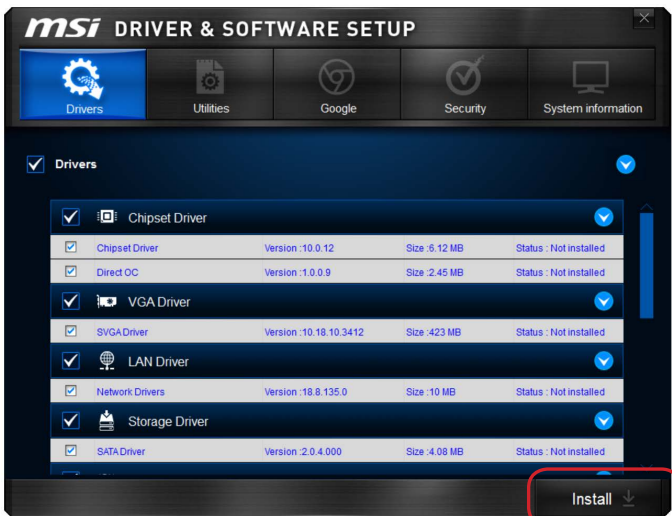 msi DRIVER & SOFTWARE SETUP
Drivers Utilities Google Security System information
Drivers
Chipset Driver
Chipset Driver Version :10.0.12 Size :6.12 MB Status : Not installed
Direct OC Version :1.0.0.9 Size :2.45 MB Status : Not installed
VGA Driver
SVGA Driver Version :10.18.10.3412 Size :423 MB Status : Not installed
LAN Driver
Network Drivers Version :18.8.135.0 Size :10 MB Status : Not installed
Storage Driver
SATA Driver Version :2.0.4.000 Size :4.08 MB Status : Not installed
Install